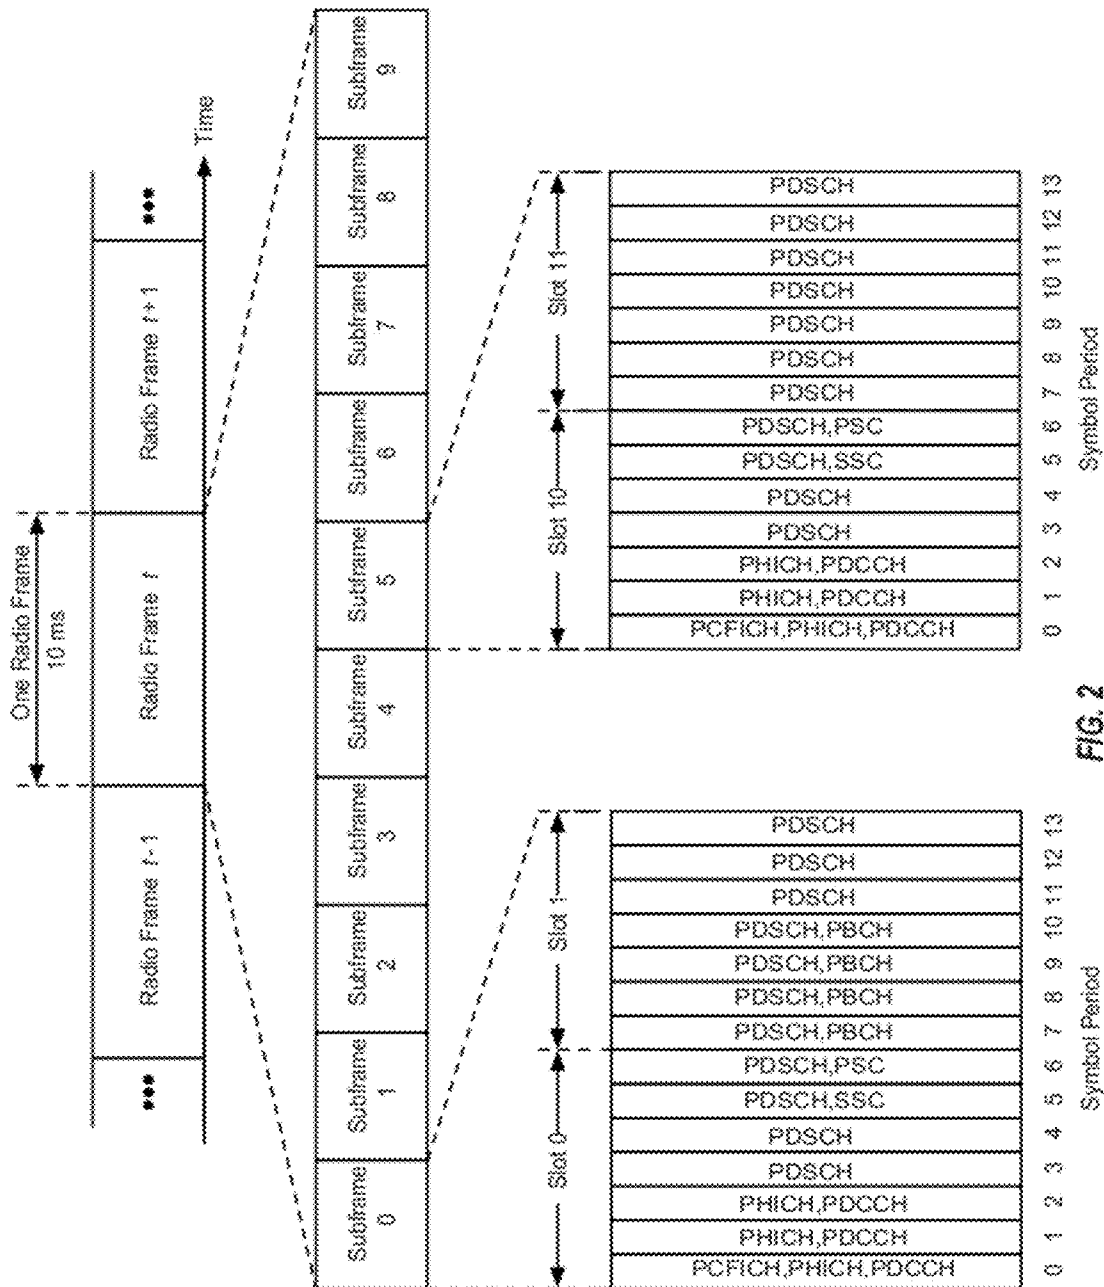 One Radio Frame
10 ms
Radio Frame t-1
Radio Frame t
Radio Frame t+1
Time
Subframe
0
Subframe
1
Subframe
2
Subframe
3
Subframe
4
Subframe
5
Subframe
6
Subframe
7
Subframe
8
Subframe
9
Slot 0
Slot 1
PCFICH,PHICH,PDCCH
PHICH,PDCCH
PHICH,PDCCH
PDSCH
PDSCH
PDSCH,SSC
PDSCH,PSC
PDSCH,PBCH
PDSCH,PBCH
PDSCH,PBCH
PDSCH,PBCH
PDSCH
PDSCH
PDSCH
0 1 2 3 4 5 6 7 8 9 10 11 12 13
Symbol Period
Slot 10
Slot 11
PCFICH,PHICH,PDCCH
PHICH,PDCCH
PHICH,PDCCH
PDSCH
PDSCH
PDSCH,SSC
PDSCH,PSC
PDSCH
PDSCH
PDSCH
PDSCH
PDSCH
PDSCH
PDSCH
0 1 2 3 4 5 6 7 8 9 10 11 12 13
Symbol Period
FIG. 2